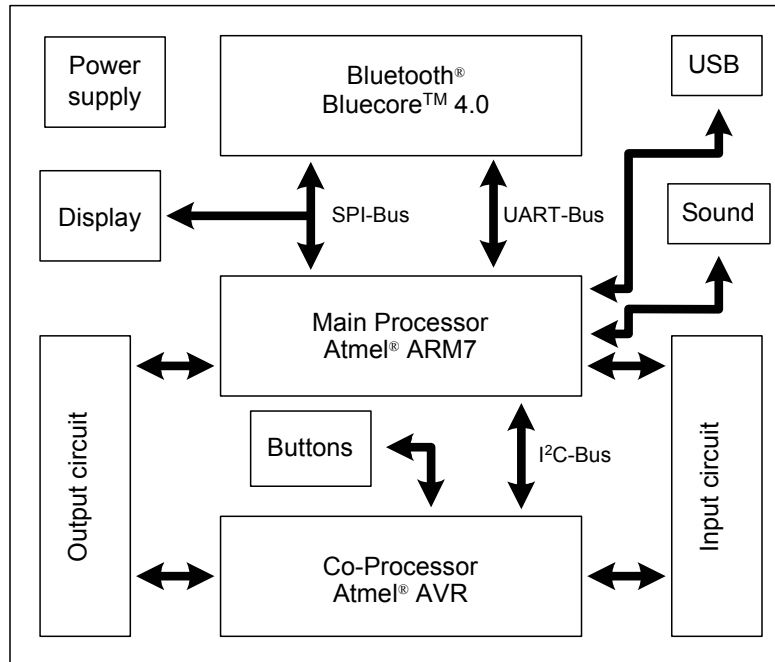 Power
supply
Bluetooth®
Bluecore™ 4.0
USB
Display
SPI-Bus
UART-Bus
Sound
Main Processor
Atmel® ARM7
Output circuit
Buttons
I²C-Bus
Input circuit
Co-Processor
Atmel® AVR